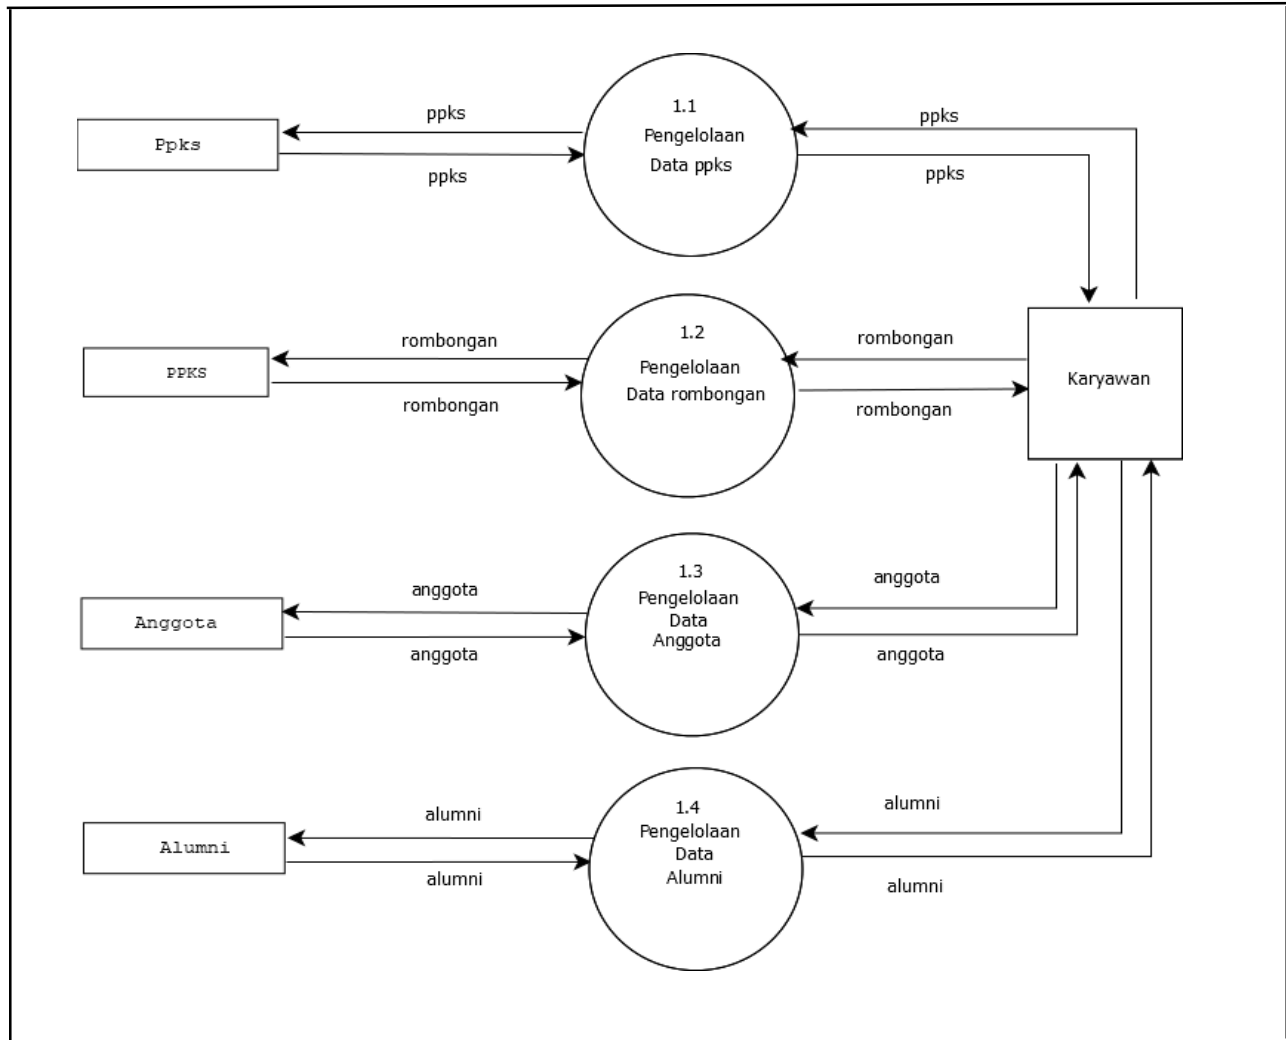 ppks
1.1
Pengelolaan
Data ppks
ppks
Ppks
ppks
ppks
rombongan
1.2
Pengelolaan
Data rombongan
rombongan
PPKS
rombongan
rombongan
Karyawan
anggota
1.3
Pengelolaan
Data
Anggota
anggota
Anggota
anggota
anggota
alumni
1.4
Pengelolaan
Data
Alumni
alumni
Alumni
alumni
alumni